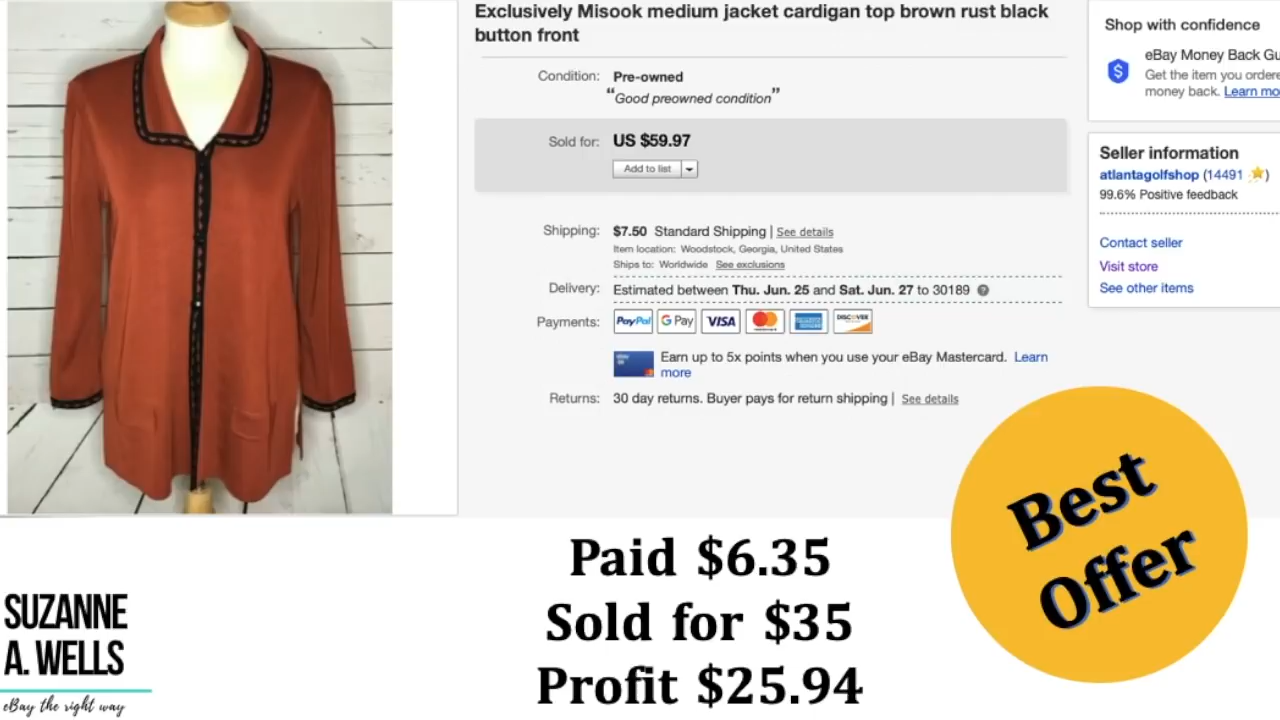 Exclusively Misook medium jacket cardigan top brown rust black
button front
Condition: Pre-owned
“Good preowned condition”
Sold for: US $59.97
Add to list
Shipping: $7.50 Standard Shipping | See details
Item location: Woodstock, Georgia, United States
Ships to: Worldwide See exclusions
Delivery: Estimated between Thu. Jun. 25 and Sat. Jun. 27 to 30189 ?
Payments: PayPal G Pay VISA DISCOVER
Earn up to 5x points when you use your eBay Mastercard. Learn
more
Returns: 30 day returns. Buyer pays for return shipping | See details
Shop with confidence
$ eBay Money Back Gu
Get the item you ordere
money back. Learn mo
Seller information
atlantagolfshop (14491 )
99.6% Positive feedback
Contact seller
Visit store
See other items
Best
Offer
Paid $6.35
Sold for $35
Profit $25.94
SUZANNE
A. WELLS
eBay the right way